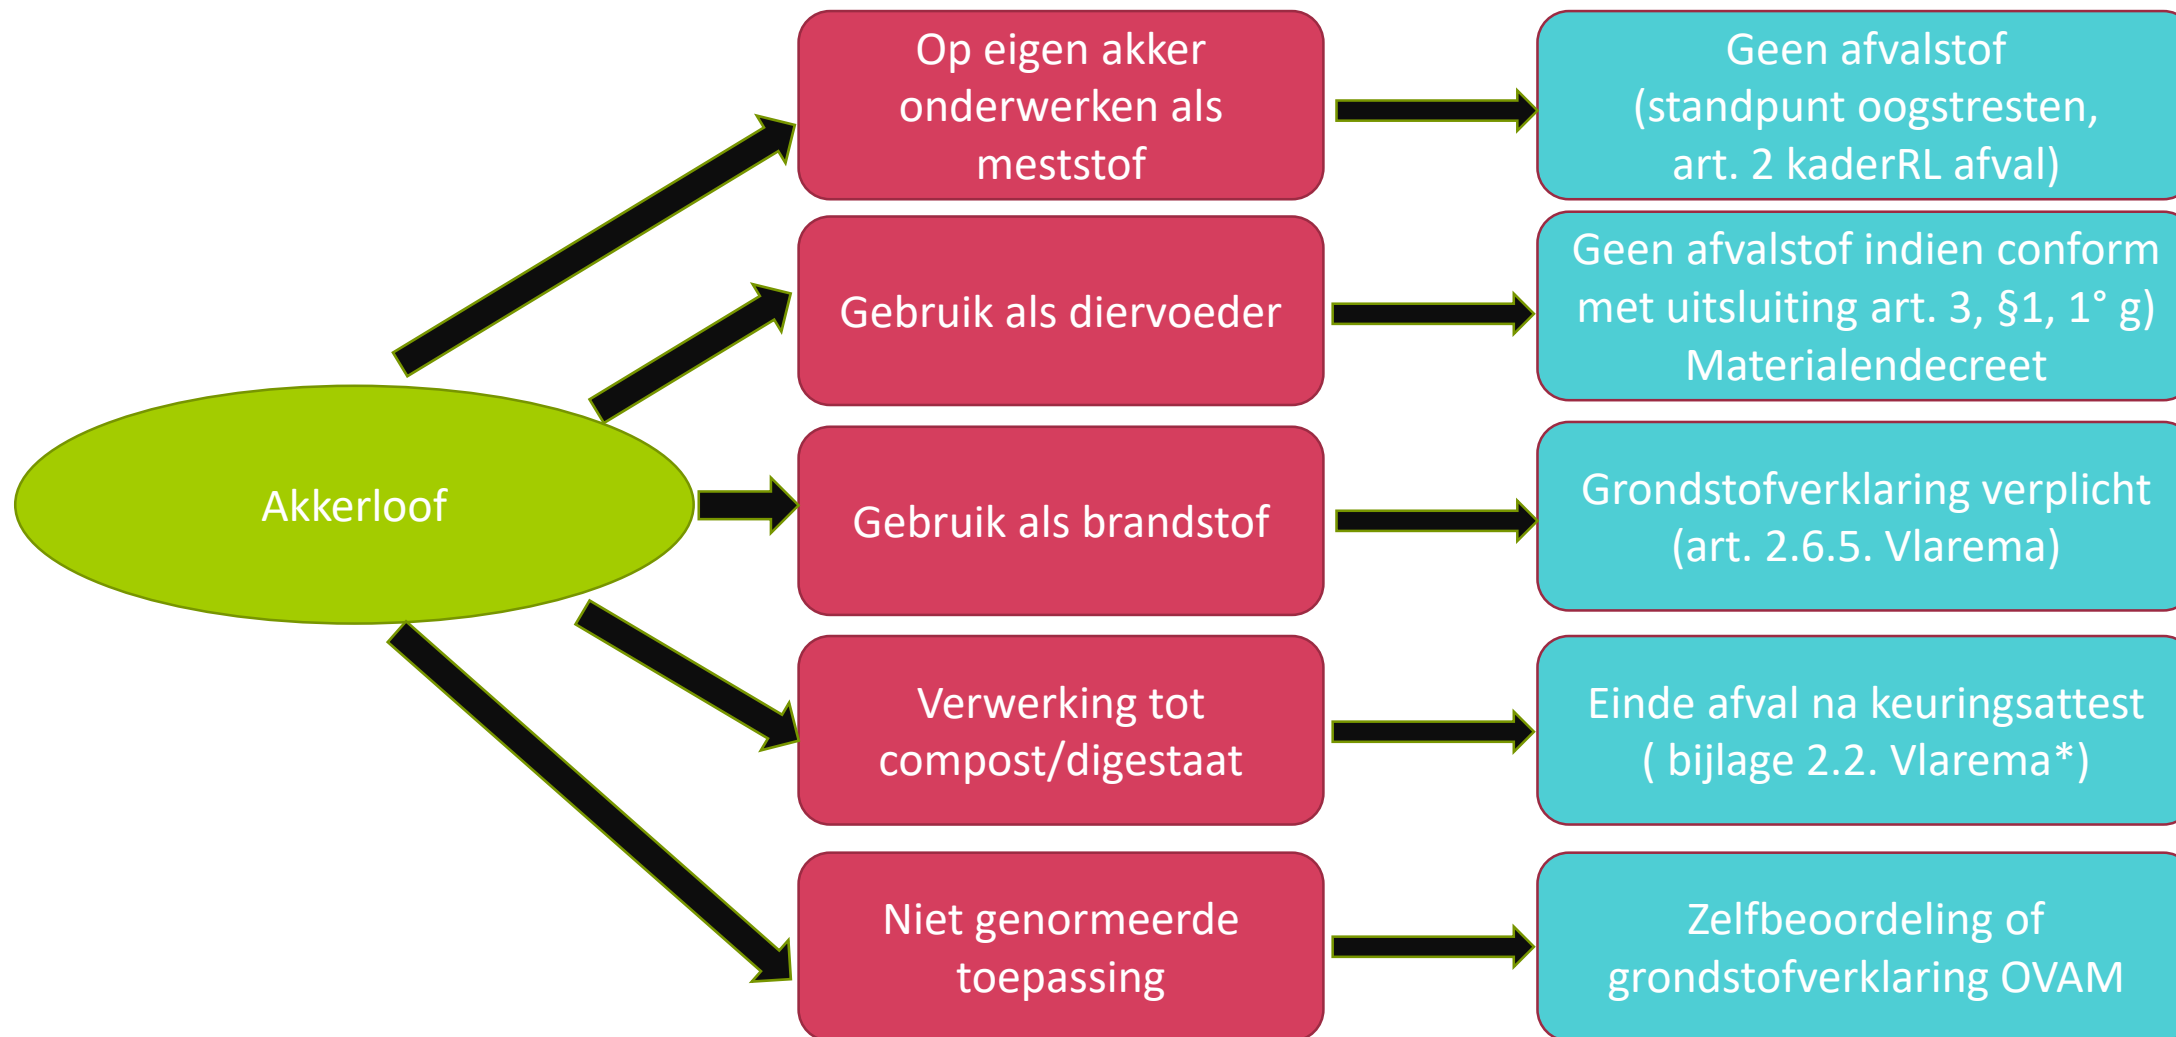 Akkerloof
Op eigen akker
onderwerken als
meststof
Geen afvalstof
(standpunt oogstresten,
art. 2 kaderRL afval)
Gebruik als diervoeder
Geen afvalstof indien conform
met uitsluiting art. 3, §1, 1° g)
Materialendecreet
Gebruik als brandstof
Grondstofverklaring verplicht
(art. 2.6.5. Vlarema)
Verwerking tot
compost/digestaat
Einde afval na keuringsattest
( bijlage 2.2. Vlarema*)
Niet genormeerde
toepassing
Zelfbeoordeling of
grondstofverklaring OVAM